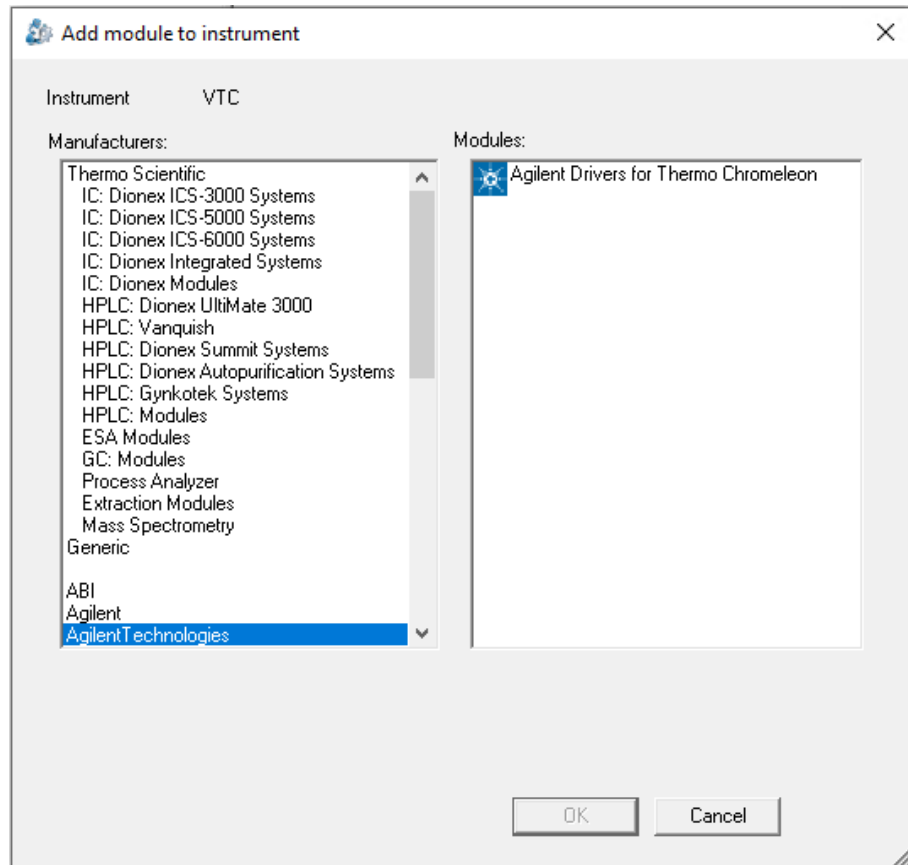 Add module to instrument
Instrument VTC
Manufacturers:
Thermo Scientific
IC: Dionex ICS-3000 Systems
IC: Dionex ICS-5000 Systems
IC: Dionex ICS-6000 Systems
IC: Dionex Integrated Systems
IC: Dionex Modules
HPLC: Dionex UltiMate 3000
HPLC: Vanquish
HPLC: Dionex Summit Systems
HPLC: Dionex Autopurification Systems
HPLC: Gynkotek Systems
HPLC: Modules
ESA Modules
GC: Modules
Process Analyzer
Extraction Modules
Mass Spectrometry
Generic
ABI
Agilent
AgilentTechnologies
Modules:
Agilent Drivers for Thermo Chromeleon
OK Cancel